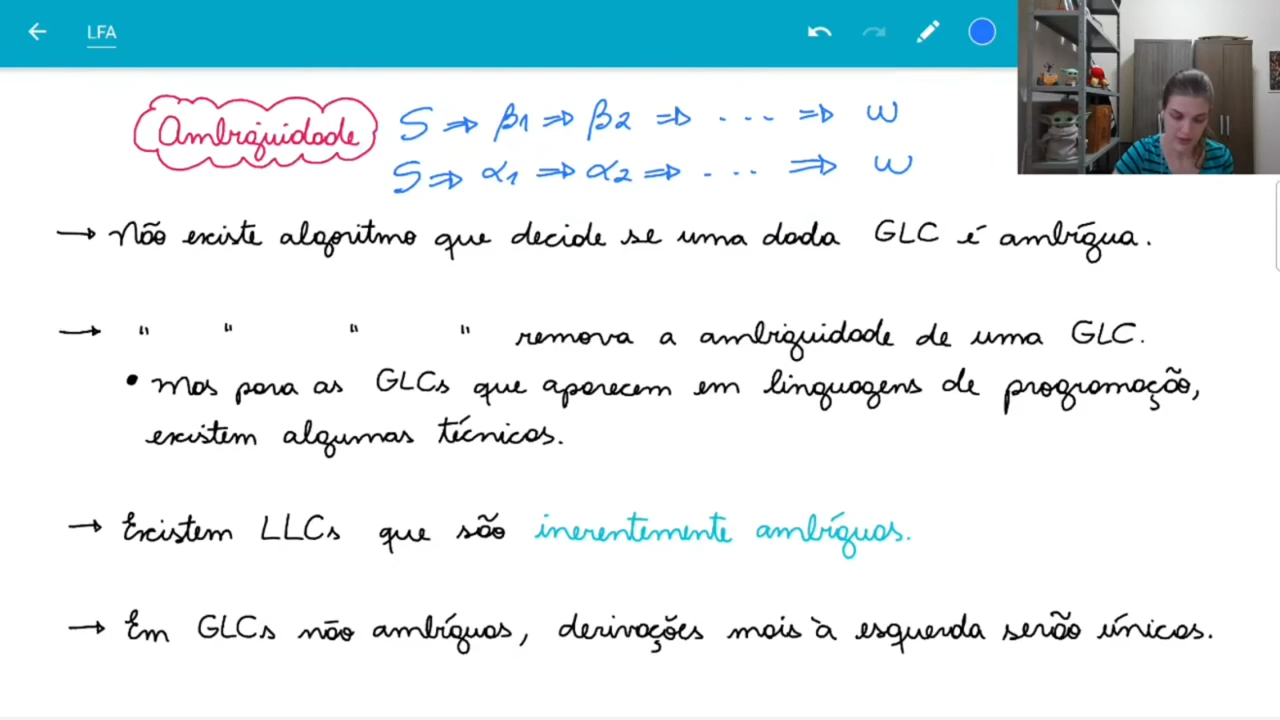 LFA
Ambiguidade
S ⇒ β1 ⇒ β2 ⇒ ... ⇒ w
S ⇒ α1 ⇒ α2 ⇒ ... ⇒ w
→ Não existe algoritmo que decide se uma dada GLC é ambígua.
→ " " " " remova a ambiguidade de uma GLC.
• Mas para as GLCs que aparecem em linguagens de programação,
existem algumas técnicas.
→ Existem LLCs que são inerentemente ambíguas.
→ Em GLCs não ambíguas, derivações mais à esquerda serão únicas.